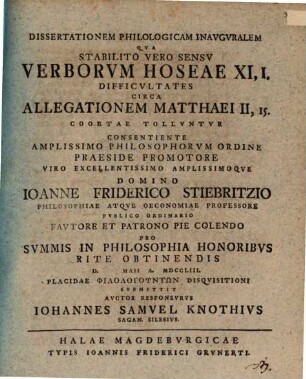 DISSERTATIONEM PHILOLOGICAM INAVGVRALEM
QVA
STABILITO VERO SENSV
VERBORVM HOSEAE XI, I.
DIFFICVLTATES
CIRCA
ALLEGATIONEM MATTHAEI II, 15.
COORTAE TOLLVNTVR
CONSENTIENTE
AMPLISSIMO PHILOSOPHORVM ORDINE
PRAESIDE PROMOTORE
VIRO EXCELLENTISSIMO AMPLISSIMOQVE
DOMINO
IOANNE FRIDERICO STIEBRITZIO
PHILOSOPHIAE ATQVE OECONOMIAE PROFESSORE
PVBLICO ORDINARIO
FAVTORE ET PATRONO PIE COLENDO
PRO
SVMMIS IN PHILOSOPHIA HONORIBVS
RITE OBTINENDIS
D. MAII A. MDCCLIII.
PLACIDAE ΦΙΛΟΛΟΓΟΥΝΤΩΝ DISQVISITIONI
SVBMITTIT
AVCTOR RESPONSVRVS
IOHANNES SAMVEL KNOTHIVS
SAGAN. SILESIVS.
HALAE MAGDEBVRGICAE
TYPIS IOANNIS FRIDERICI GRVNERTI.